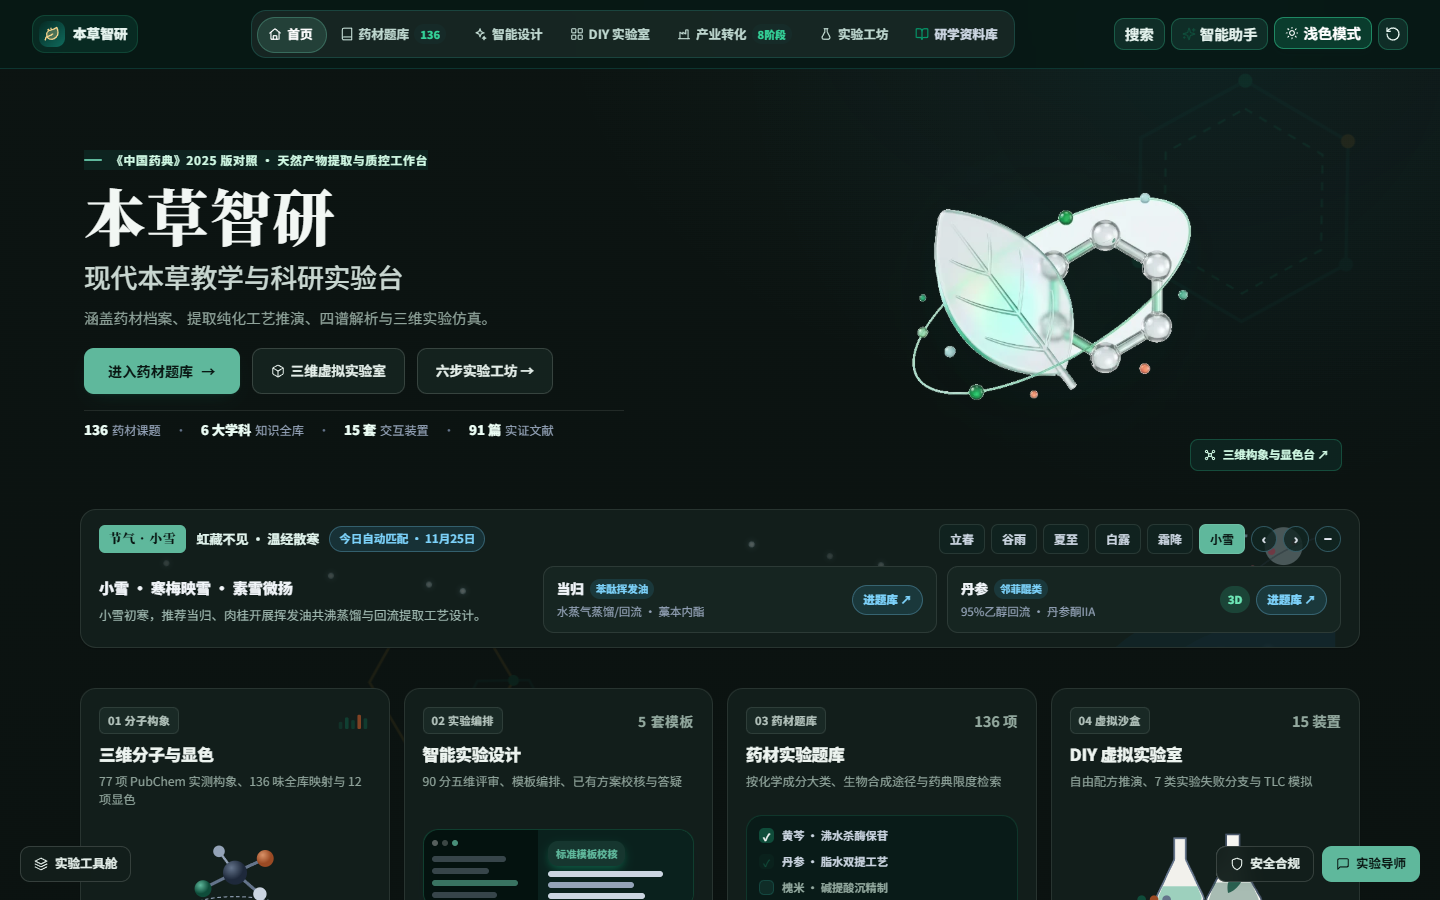 本草智研
首页
药材题库 136
智能设计
DIY 实验室
产业转化 8阶段
实验工坊
研学资料库
搜索
智能助手
浅色模式
《中国药典》2025 版对照 · 天然产物提取与质控工作台
本草智研
现代本草教学与科研实验台
涵盖药材档案、提取纯化工艺推演、四谱解析与三维实验仿真。
进入药材题库 →
三维虚拟实验室
六步实验工坊 →
136 药材课题 · 6 大学科 知识全库 · 15 套 交互装置 · 91 篇 实证文献
三维构象与显色台 ↗
节气 · 小雪
虹藏不见 · 温经散寒
今日自动匹配 · 11月25日
立春
谷雨
夏至
白露
霜降
小雪
‹
›
−
小雪 · 寒梅映雪 · 素雪微扬
小雪初寒，推荐当归、肉桂开展挥发油共沸蒸馏与回流提取工艺设计。
当归 苯酞挥发油
水蒸气蒸馏/回流 · 藁本内酯
进题库 ↗
丹参 邻菲醌类
95%乙醇回流 · 丹参酮IIA
3D
进题库 ↗
01 分子构象
三维分子与显色
77 项 PubChem 实测构象、136 味全库映射与 12
项显色
02 实验编排
5 套模板
智能实验设计
90 分五维评审、模板编排、已有方案校核与答疑
标准模板校核
03 药材题库
136 项
药材实验题库
按化学成分大类、生物合成途径与药典限度检索
黄芩 · 沸水杀酶保苷
丹参 · 脂水双提工艺
槐米 · 碱提酸沉精制
04 虚拟沙盒
15 装置
DIY 虚拟实验室
自由配方推演、7 类实验失败分支与 TLC 模拟
实验工具舱
安全合规
实验导师